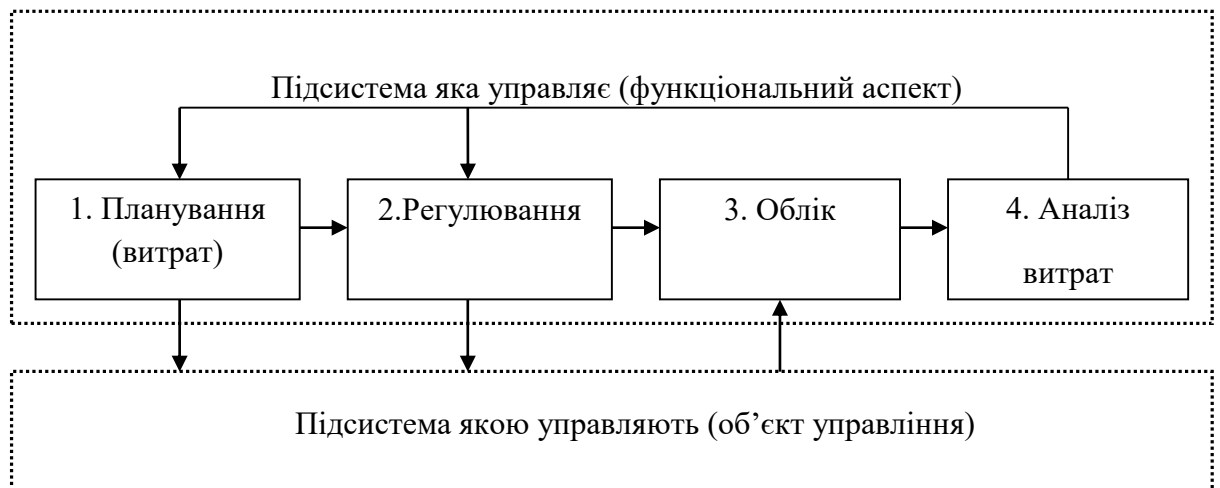 Підсистема яка управляє (функціональний аспект)
1. Планування
(витрат)
2.Регулювання
3. Облік
4. Аналіз
витрат
Підсистема якою управляють (об’єкт управління)